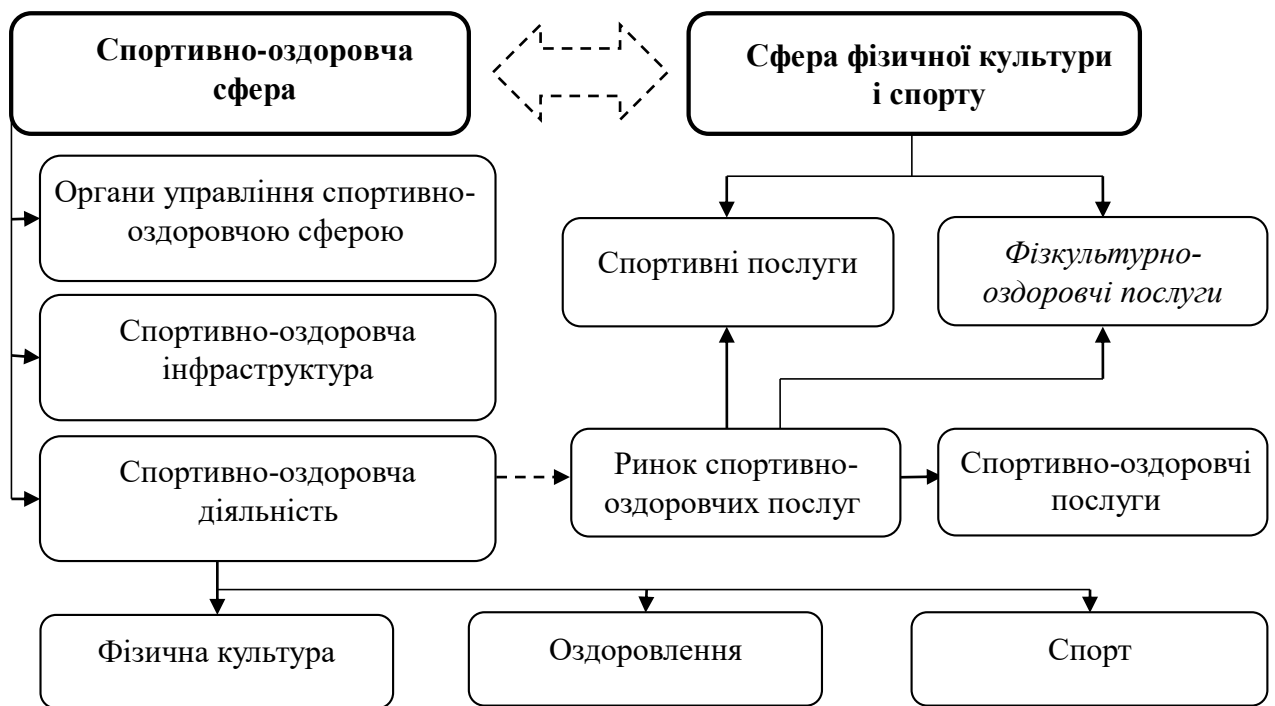 Спортивно-оздоровча
сфера
Сфера фізичної культури
і спорту
Органи управління спортивно-
оздоровчою сферою
Спортивні послуги
Фізкультурно-
оздоровчі послуги
Спортивно-оздоровча
інфраструктура
Спортивно-оздоровча
діяльність
Ринок спортивно-
оздоровчих послуг
Спортивно-оздоровчі
послуги
Фізична культура
Оздоровлення
Спорт